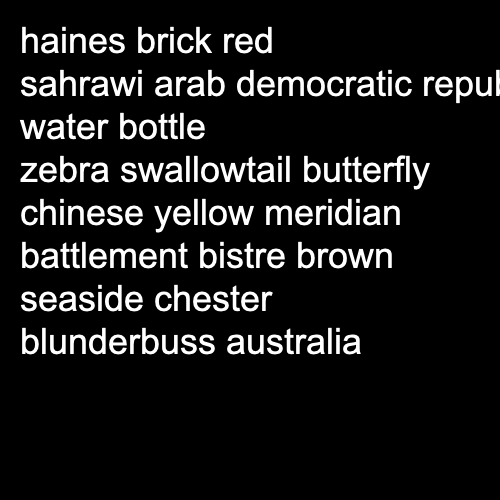 haines brick red
sahrawi arab democratic
water bottle
zebra swallowtail butterfly
chinese yellow meridian
battlement bistre brown
seaside chester
blunderbuss australia